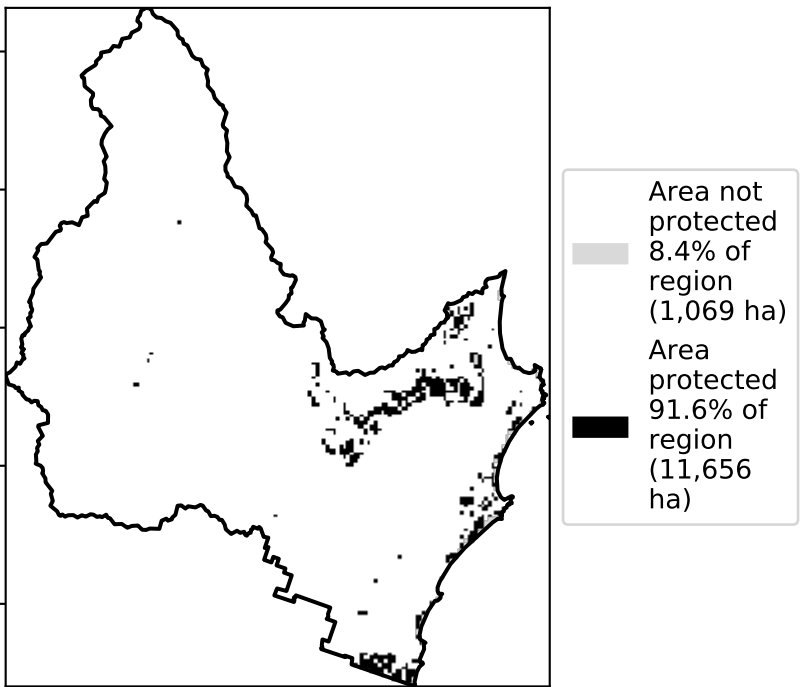 Area not
protected
8.4% of
region
(1,069 ha)
Area
protected
91.6% of
region
(11,656
ha)